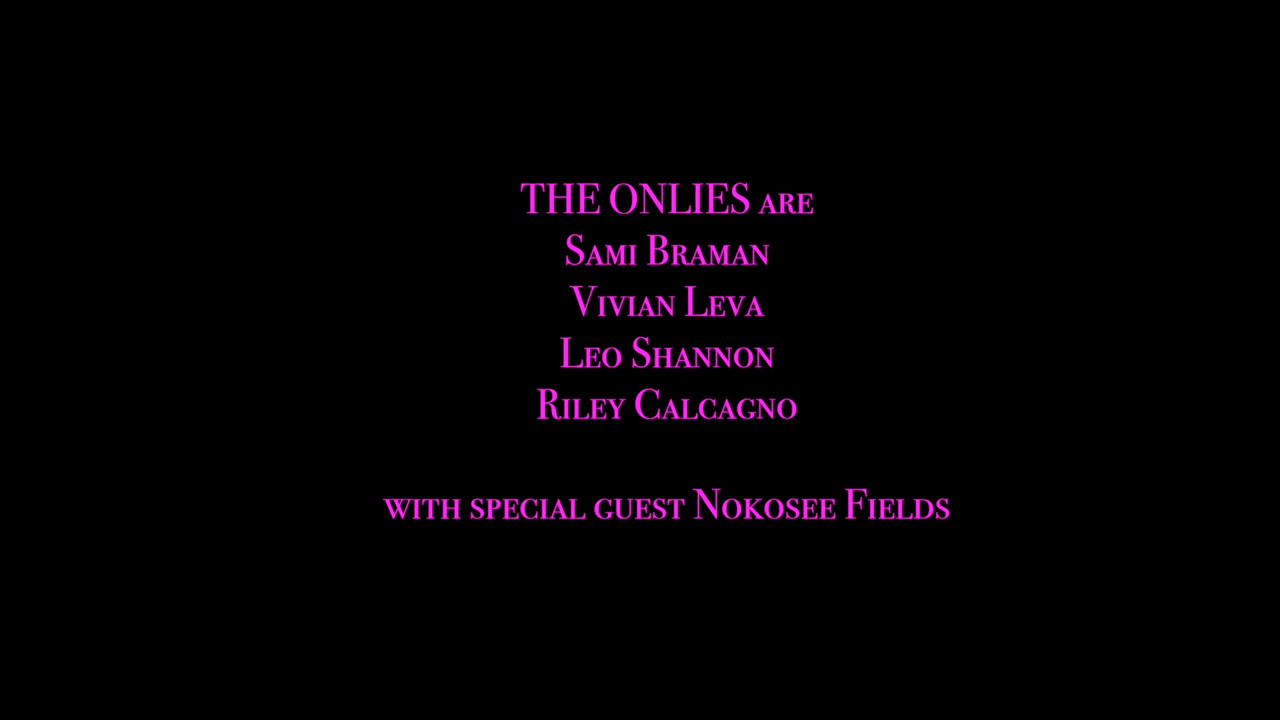 THE ONLIES are
Sami Braman
Vivian Leva
Leo Shannon
Riley Calcagno
with special guest Nokosee Fields